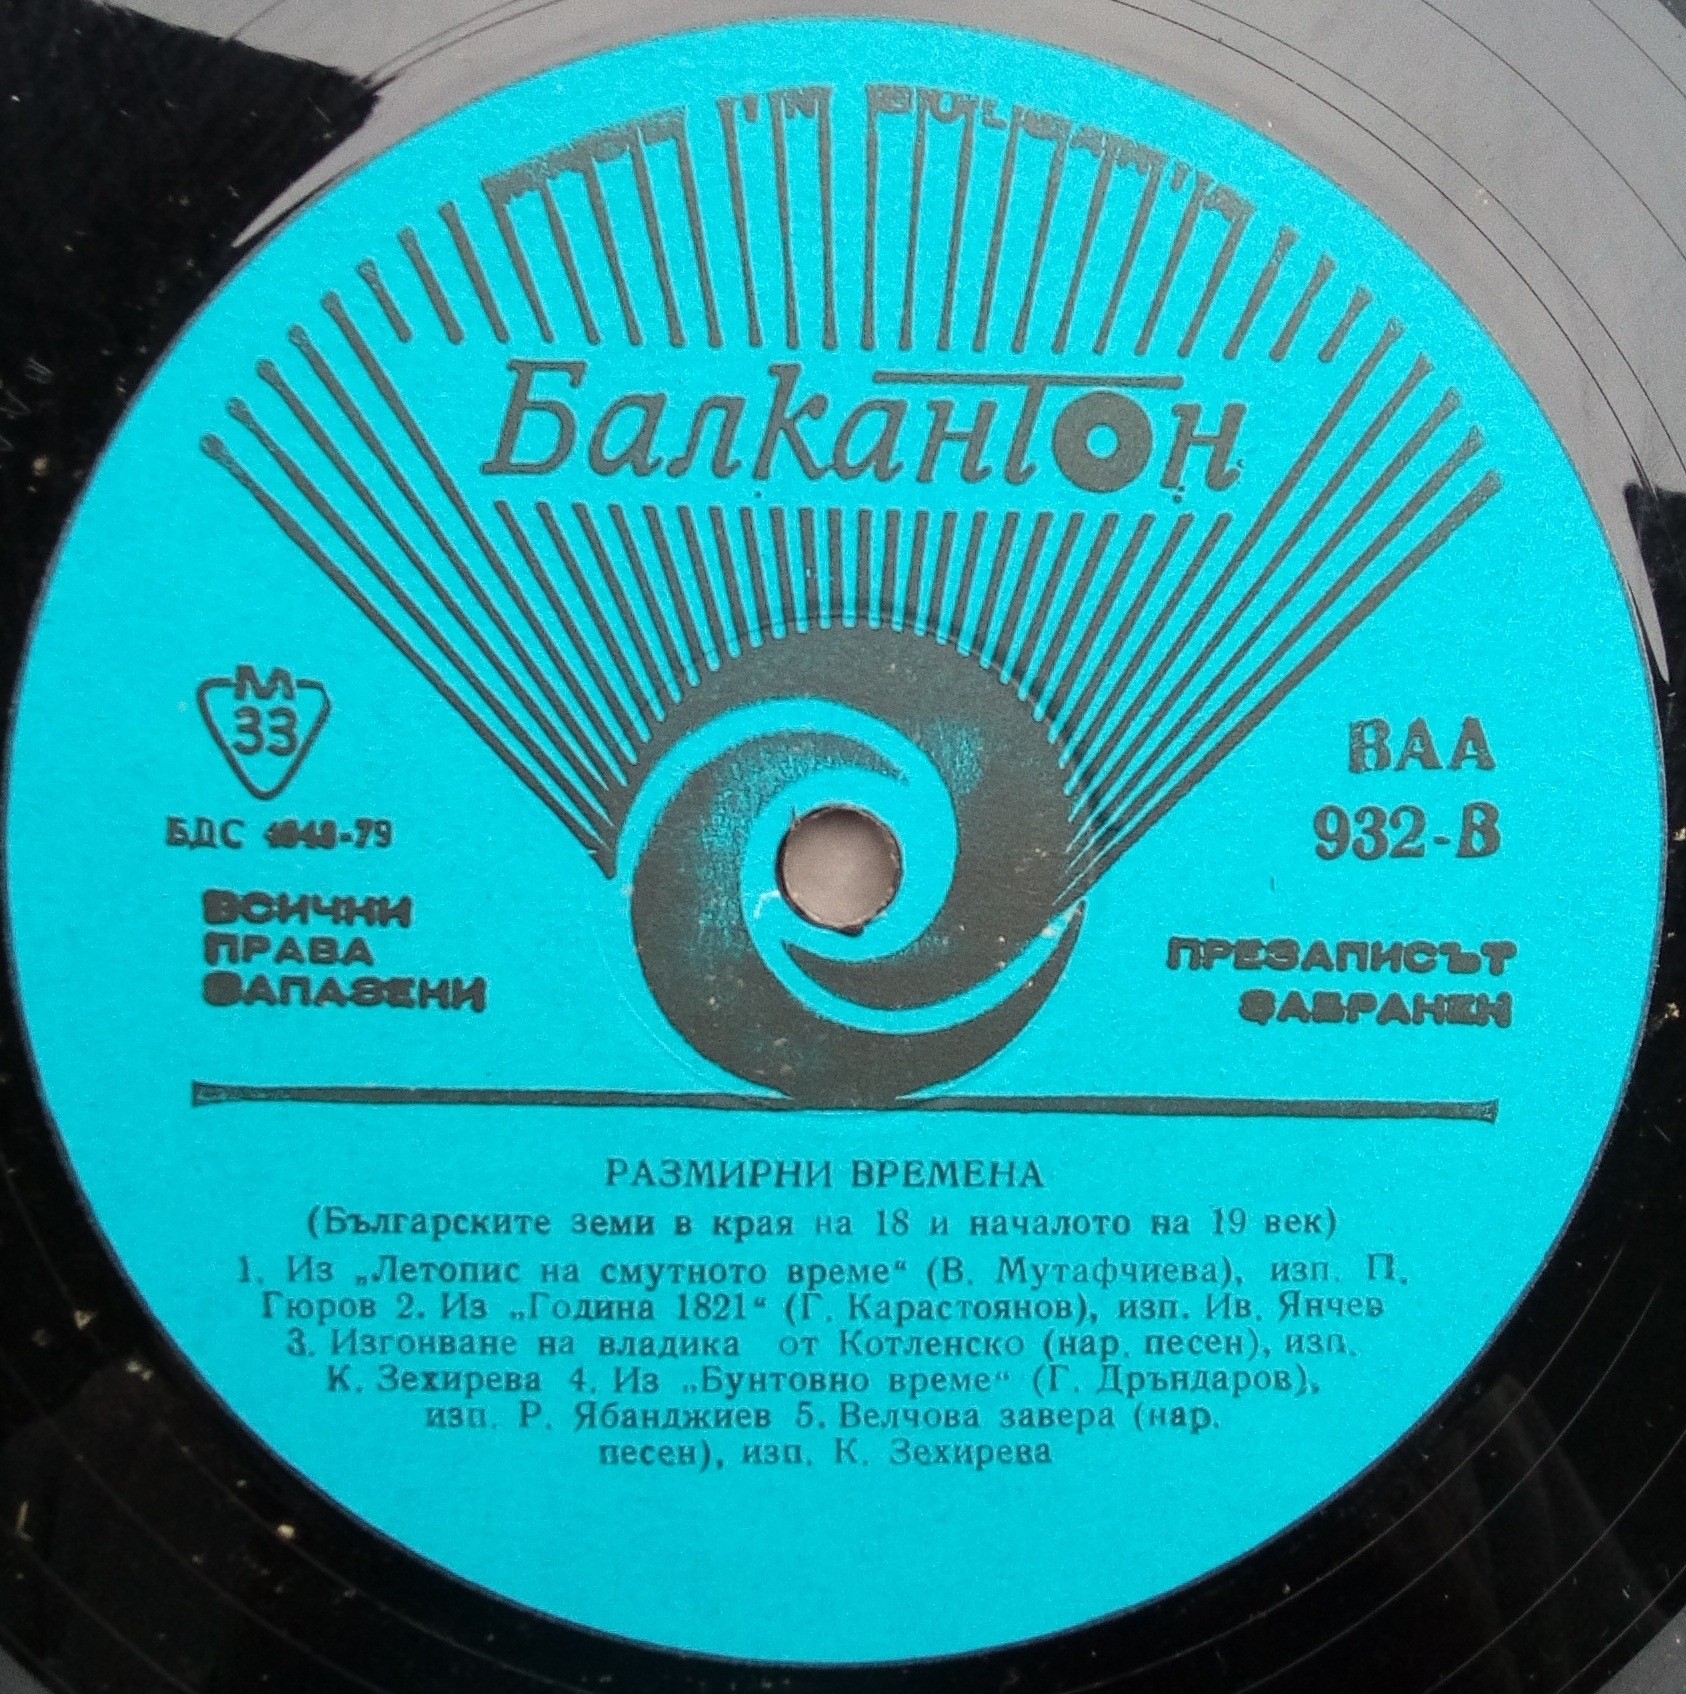 Балкантон
М
33
БДС -79
ВСИЧНИ
ПРАВА
ЗАПАЗЕНИ
ВАА
932-В
ПРЕЗАПИСЪТ
ЗАБРАНЕН
РАЗМИРНИ ВРЕМЕНА
(Българските земи в края на 18 и началото на 19 век)
1. Из „Летопис на смутното време“ (В. Мутафчиева), изп. П.
Гюров 2. Из „Година 1821“ (Г. Карастоянов), изп. Ив. Янчев
3. Изгонване на владика от Котленско (нар. песен), изп.
К. Зехирева 4. Из „Бунтовно време“ (Г. Дръндаров),
изп. Р. Ябанджиев 5. Велчова завера (нар.
песен), изп. К. Зехирева